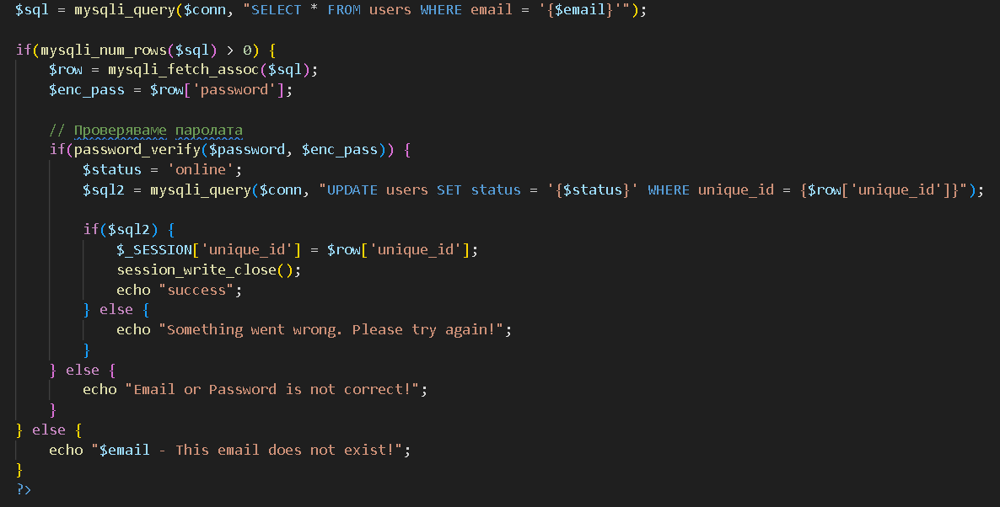 $sql = mysqli_query($conn, "SELECT * FROM users WHERE email = '{$email}'");
if(mysqli_num_rows($sql) > 0) {
$row = mysqli_fetch_assoc($sql);
$enc_pass = $row['password'];
// Проверяваме паролата
if(password_verify($password, $enc_pass)) {
$status = 'online';
$sql2 = mysqli_query($conn, "UPDATE users SET status = '{$status}' WHERE unique_id = {$row['unique_id']}");
if($sql2) {
$_SESSION['unique_id'] = $row['unique_id'];
session_write_close();
echo "success";
} else {
echo "Something went wrong. Please try again!";
}
} else {
echo "Email or Password is not correct!";
}
} else {
echo "$email - This email does not exist!";
}
?>